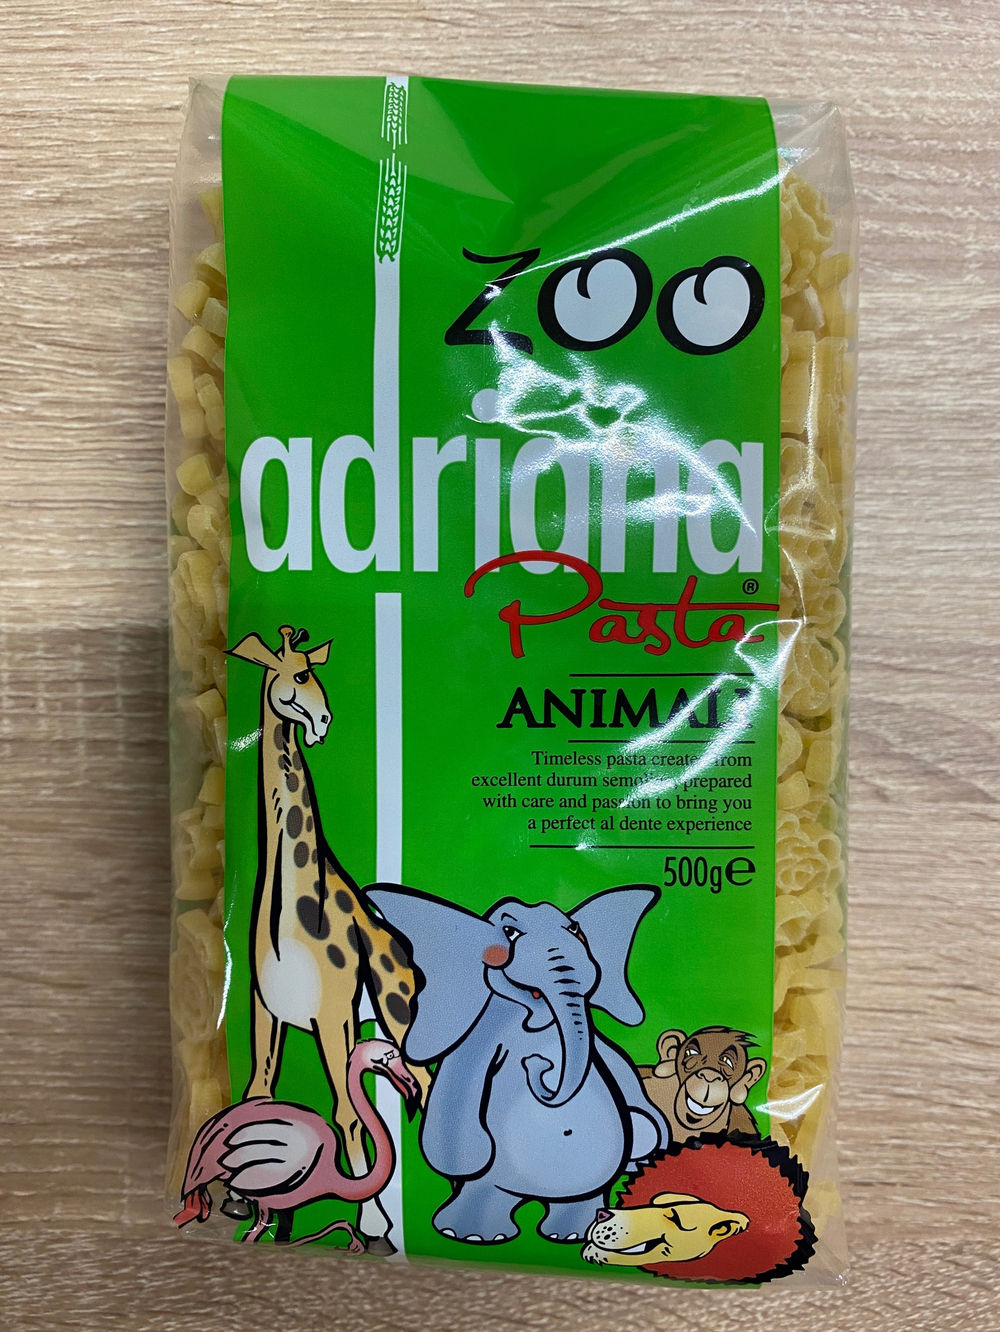 ZOO
adriana
Pasta®
ANIMALI
Timeless pasta created from
excellent durum semolina, prepared
with care and passion to bring you
a perfect al dente experience
500g℮